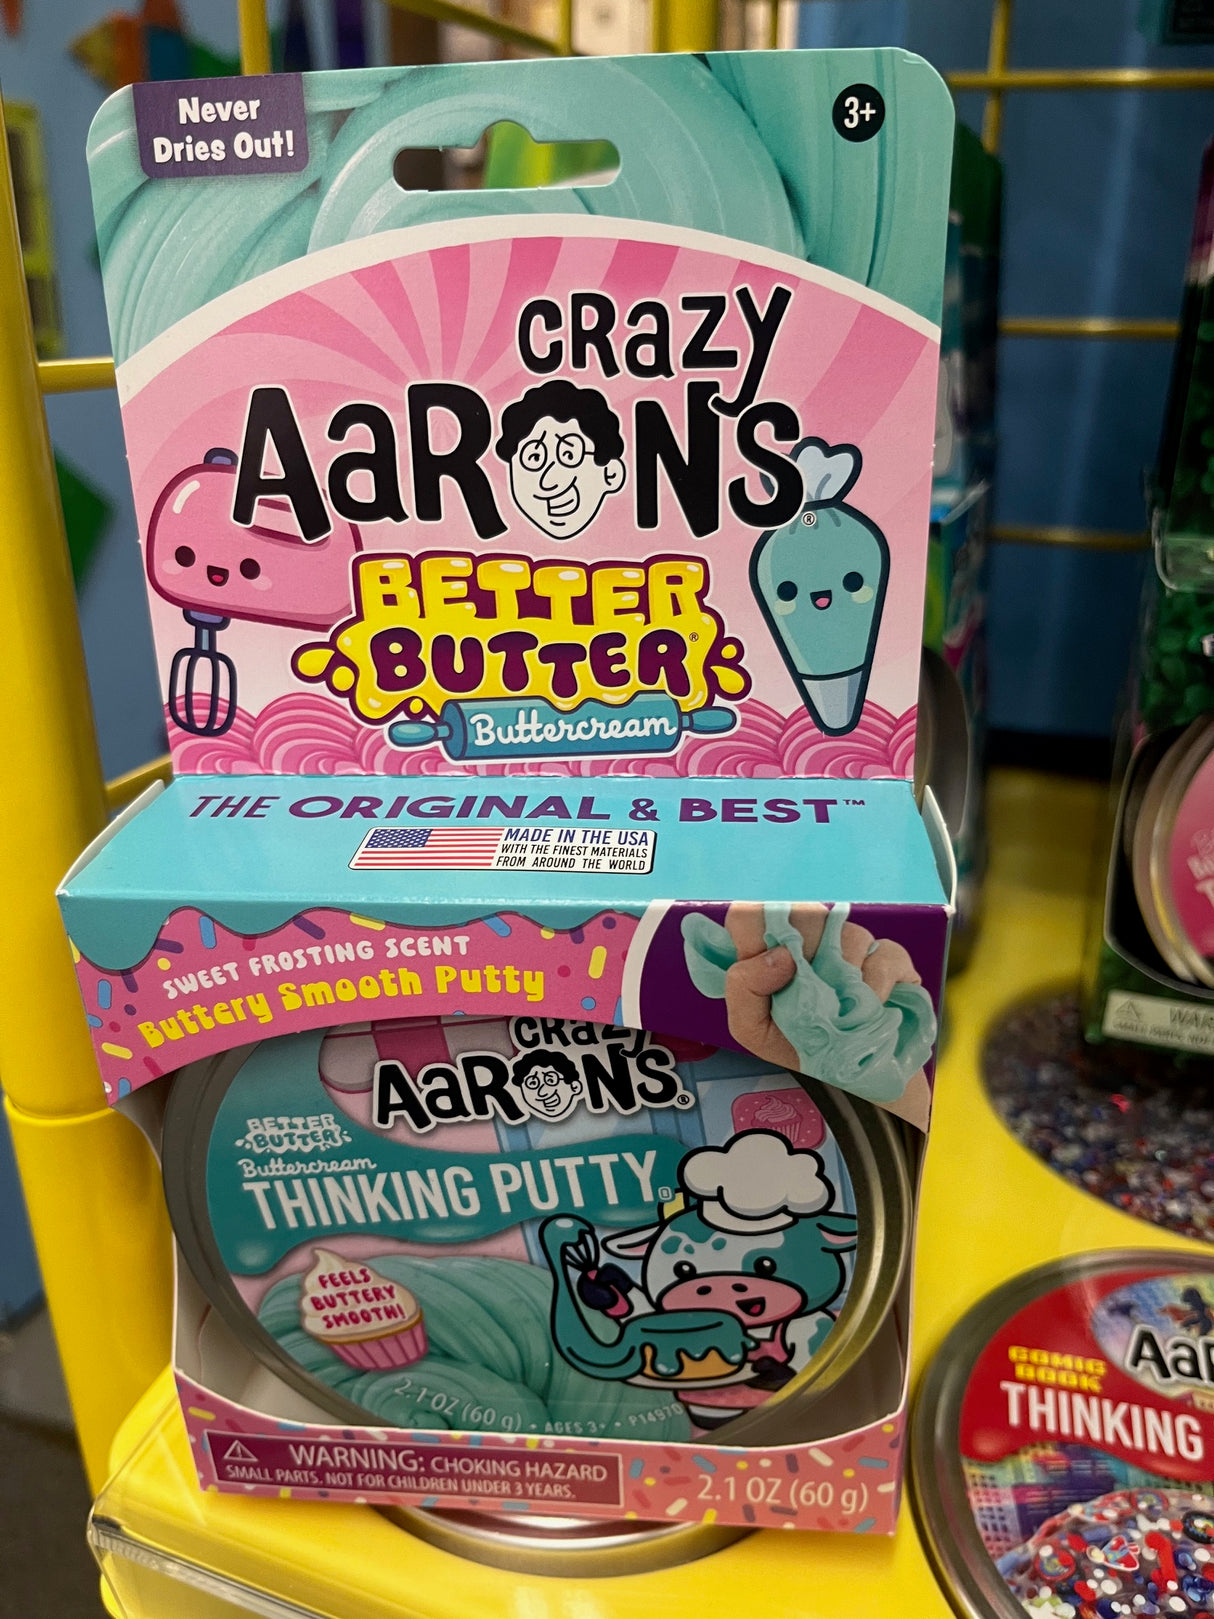 Never
Dries Out!
3+
CRazy
AaRON'S®
BETTER
BUTTER®
Buttercream
THE ORIGINAL & BEST™
MADE IN THE USA
WITH THE FINEST MATERIALS
FROM AROUND THE WORLD
SWEET FROSTING SCENT
Buttery Smooth Putty
CRazy
AaRON'S®
BETTER
BUTTER
Buttercream
THINKING PUTTY®
FEELS
BUTTERY
SMOOTH!
2.1 OZ (60 g) • AGES 3+ • P14970
WARNING: CHOKING HAZARD
SMALL PARTS. NOT FOR CHILDREN UNDER 3 YEARS.
2.1 OZ (60 g)
COMIC
BOOK
THINKING